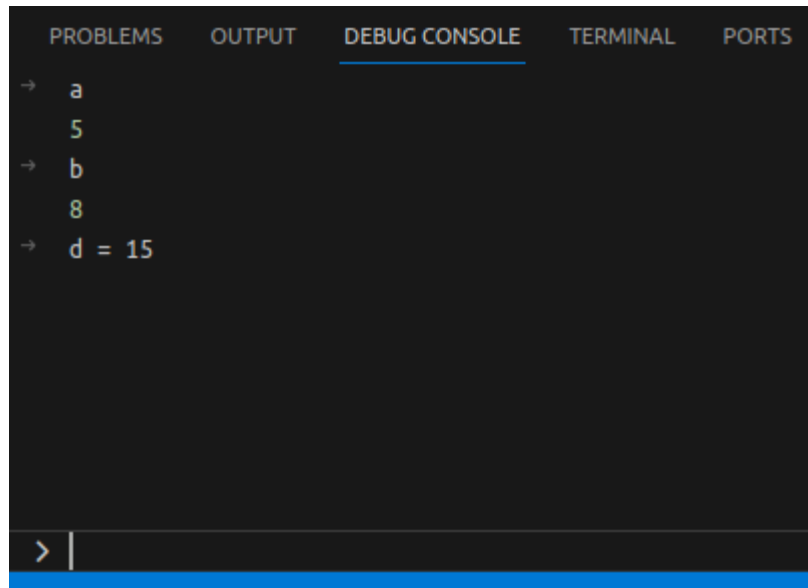 PROBLEMS OUTPUT DEBUG CONSOLE TERMINAL PORTS
→ a
5
→ b
8
→ d = 15
>